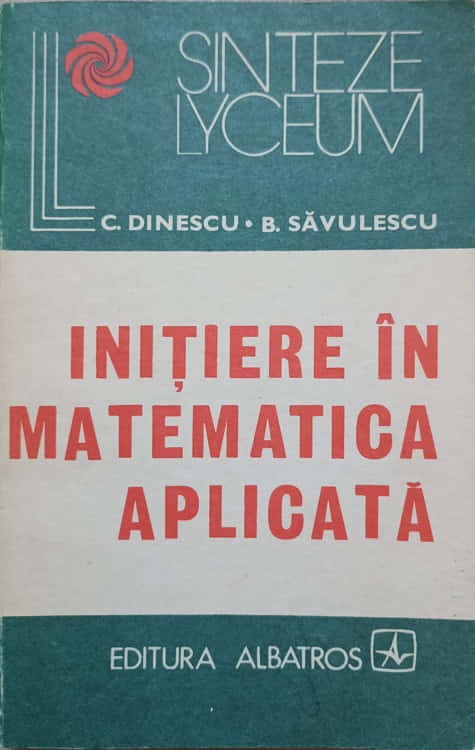 SINTEZE
LYCEUM
C. DINESCU • B. SĂVULESCU
INIȚIERE ÎN
MATEMATICA
APLICATĂ
EDITURA ALBATROS